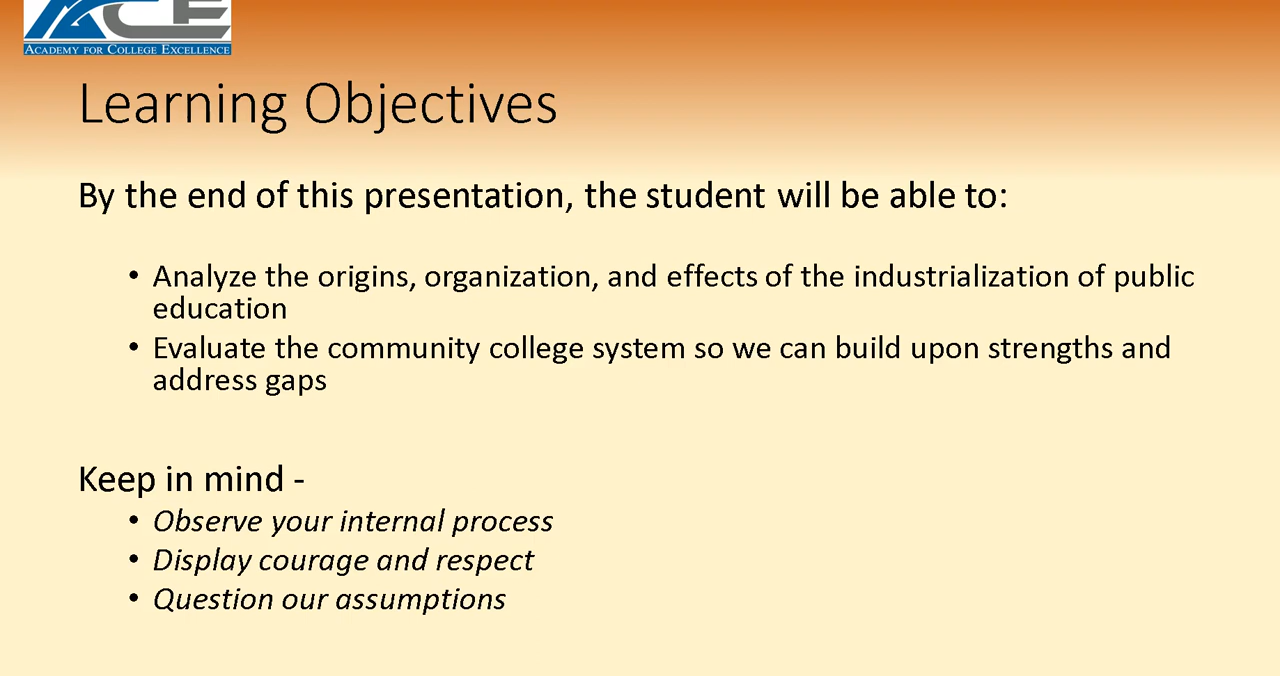 ACE
ACADEMY FOR COLLEGE EXCELLENCE
Learning Objectives
By the end of this presentation, the student will be able to:
• Analyze the origins, organization, and effects of the industrialization of public
education
• Evaluate the community college system so we can build upon strengths and
address gaps
Keep in mind -
• Observe your internal process
• Display courage and respect
• Question our assumptions